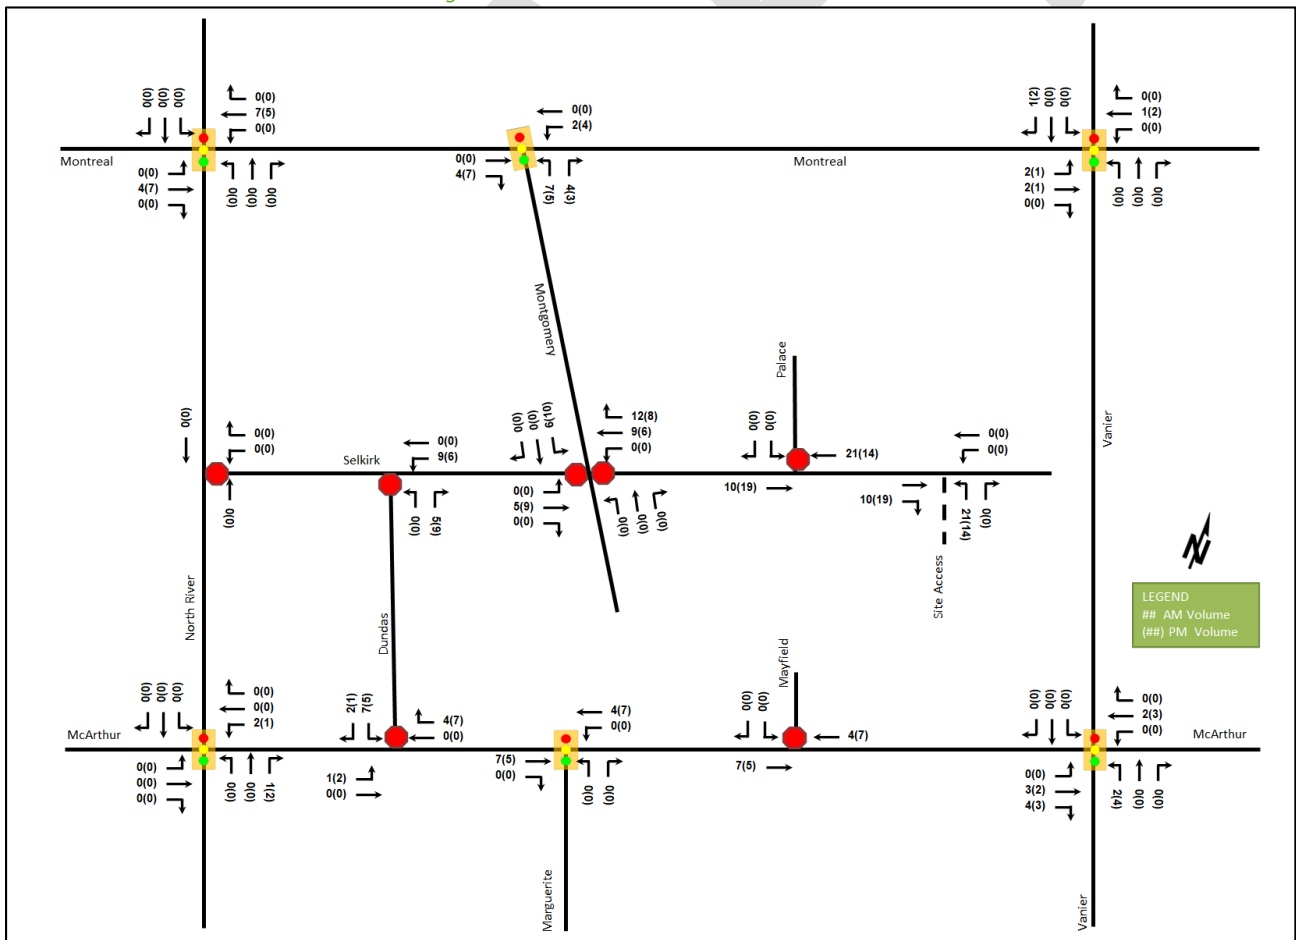 0(0) 0(0) 0(0)
0(0)
7(5)
0(0)
Montreal
0(0)
4(7)
0(0)
0(0) 0(0) 0(0)
0(0)
2(4)
0(0)
4(7)
7(5) 4(3)
Montreal
1(2) 0(0) 0(0)
0(0)
1(2)
0(0)
2(1)
2(1)
0(0)
0(0) 0(0) 0(0)
Montgomery
Palace
Vanier
0(0)
0(0)
0(0)
0(0)
Selkirk
0(0)
9(6)
0(0) 5(9)
0(0) 0(0) 6(10)
12(8)
9(6)
0(0)
0(0)
5(9)
0(0)
0(0) 0(0) 0(0)
0(0) 0(0)
21(14)
10(19)
0(0)
0(0)
10(19)
21(14) 0(0)
Site Access
N
LEGEND
## AM Volume
(##) PM Volume
North River
Dundas
Mayfield
McArthur
0(0) 0(0) 0(0)
0(0)
0(0)
2(1)
0(0)
0(0)
0(0)
0(0) 0(0) 1(2)
2(1) 7(5)
4(7)
0(0)
1(2)
0(0)
4(7)
0(0)
7(5)
0(0)
0(0) 0(0)
Marguerite
0(0) 0(0)
4(7)
7(5)
0(0) 0(0) 0(0)
0(0)
2(3)
0(0)
McArthur
0(0)
3(2)
4(3)
2(4) 0(0) 0(0)
Vanier